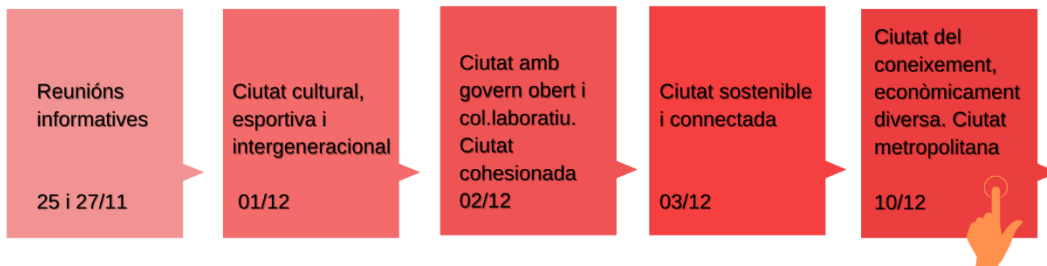 Reunións
informatives
25 i 27/11
Ciutat cultural,
esportiva i
intergeneracional
01/12
Ciutat amb
govern obert i
col.laboratiu.
Ciutat
cohesionada
02/12
Ciutat sostenible
i connectada
03/12
Ciutat del
coneixement,
econòmicament
diversa. Ciutat
metropolitana
10/12